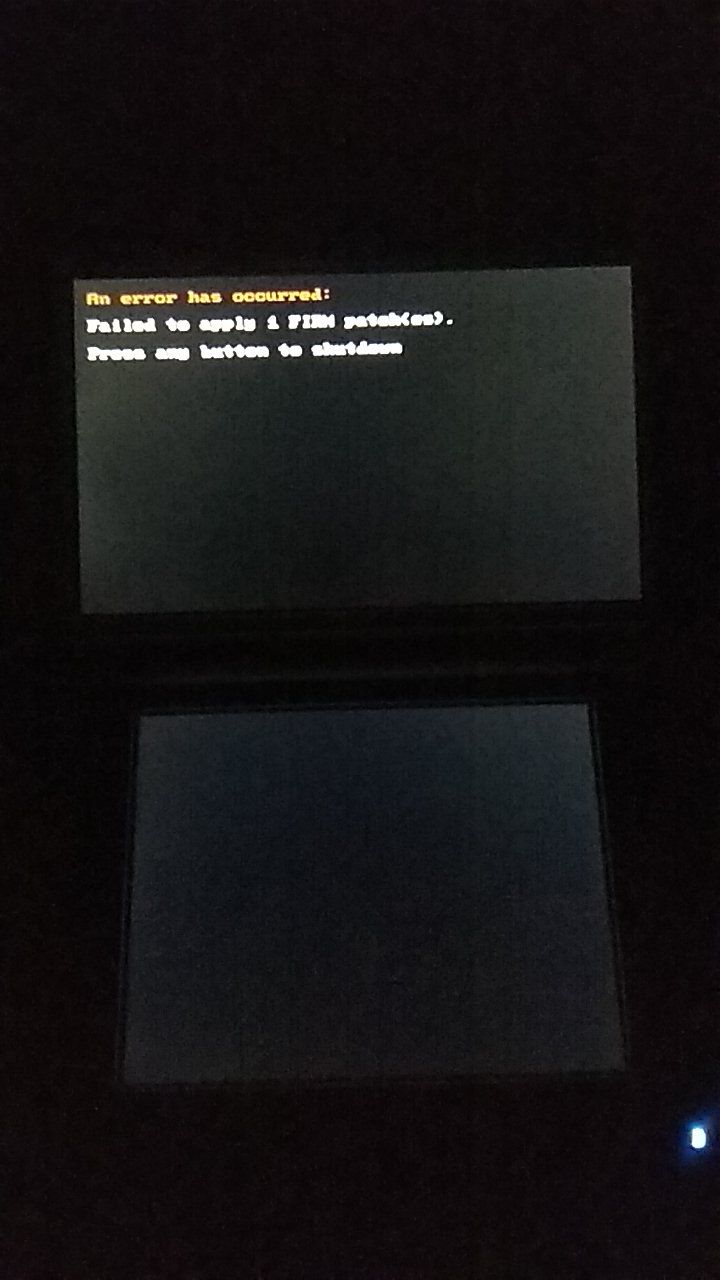 An error has occurred:
Failed to apply 1 FIRM patch(es).
Press any button to shutdown